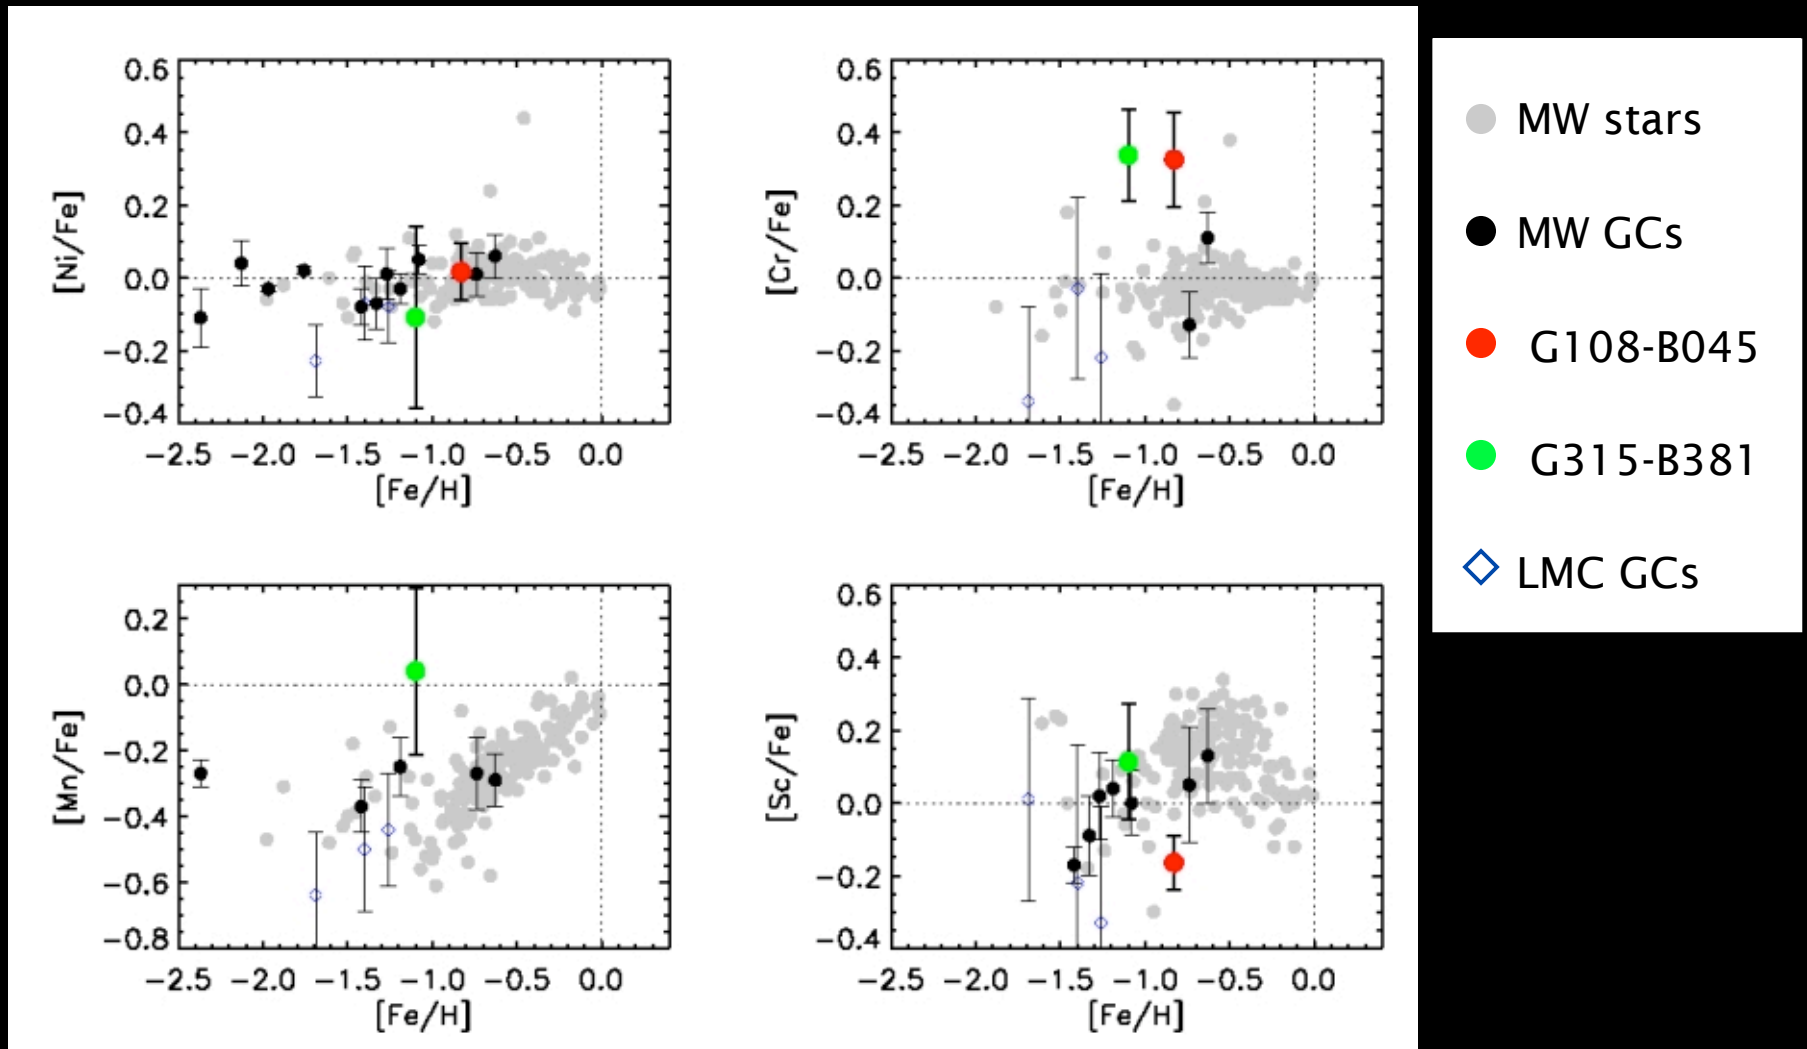 0.6
0.4
0.2
0.0
−0.2
−0.4
[Ni/Fe]
−2.5 −2.0 −1.5 −1.0 −0.5 0.0
[Fe/H]
0.6
0.4
0.2
0.0
−0.2
−0.4
[Cr/Fe]
−2.5 −2.0 −1.5 −1.0 −0.5 0.0
[Fe/H]
0.2
0.0
−0.2
−0.4
−0.6
−0.8
[Mn/Fe]
−2.5 −2.0 −1.5 −1.0 −0.5 0.0
[Fe/H]
0.6
0.4
0.2
0.0
−0.2
−0.4
[Sc/Fe]
−2.5 −2.0 −1.5 −1.0 −0.5 0.0
[Fe/H]
MW stars
MW GCs
G108-B045
G315-B381
LMC GCs